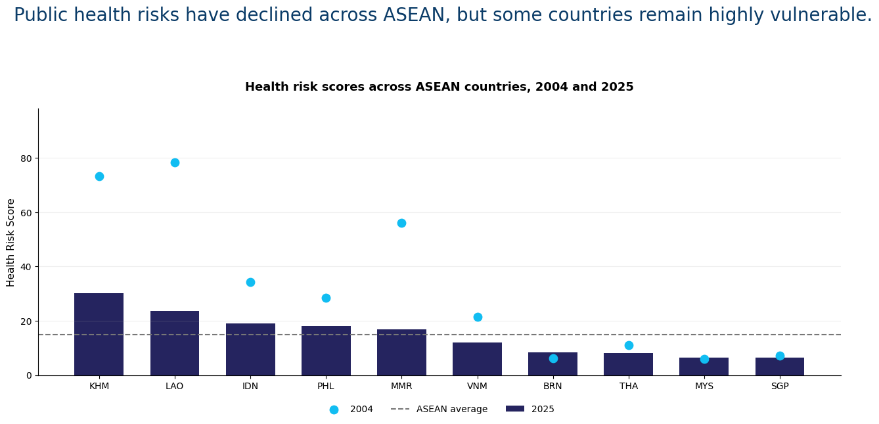 Public health risks have declined across ASEAN, but some countries remain highly vulnerable.
Health risk scores across ASEAN countries, 2004 and 2025
Health Risk Score
80
60
40
20
0
KHM LAO IDN PHL MMR VNM BRN THA MYS SGP
2004 ASEAN average 2025